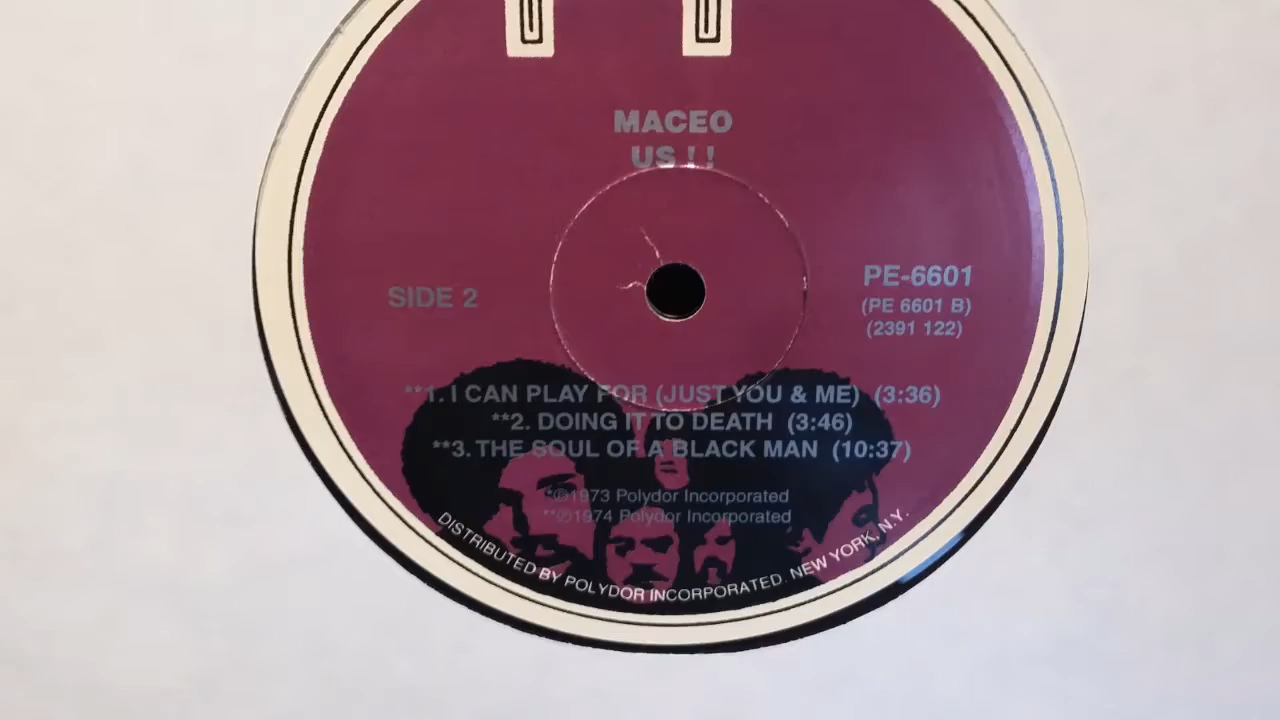 MACEO
US ! !
SIDE 2
PE-6601
(PE 6601 B)
(2391 122)
**1. I CAN PLAY FOR (JUST YOU & ME) (3:36)
**2. DOING IT TO DEATH (3:46)
**3. THE SOUL OF A BLACK MAN (10:37)
*℗1973 Polydor Incorporated
**℗1974 Polydor Incorporated
DISTRIBUTED BY POLYDOR INCORPORATED. NEW YORK, N.Y.